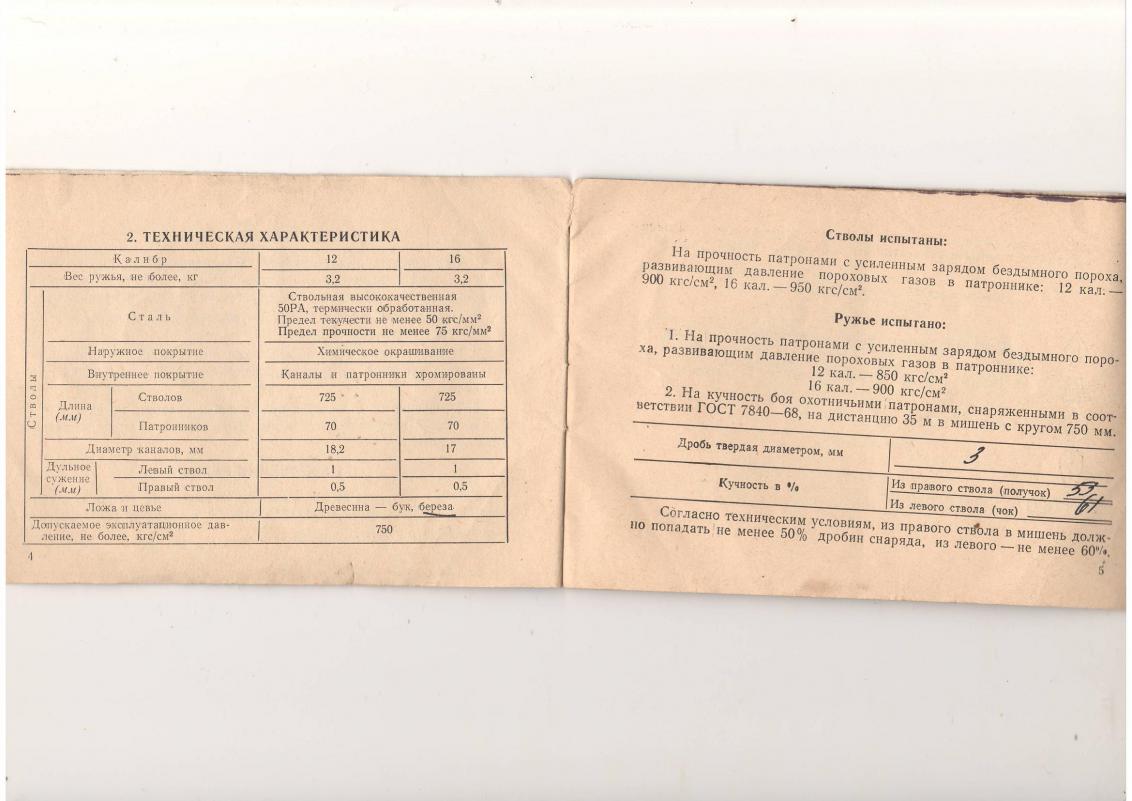 2. ТЕХНИЧЕСКАЯ ХАРАКТЕРИСТИКА
Калибр 12 16
Вес ружья, не более, кг 3,2 3,2
Стволы
Сталь
Ствольная высококачественная
50РА, термически обработанная.
Предел текучести не менее 50 кгс/мм²
Предел прочности не менее 75 кгс/мм²
Наружное покрытие Химическое окрашивание
Внутреннее покрытие Каналы и патронники хромированы
Длина
(мм)
Стволов 725 725
Патронников 70 70
Диаметр каналов, мм 18,2 17
Дульное
сужение
(мм)
Левый ствол 1 1
Правый ствол 0,5 0,5
Ложа и цевье Древесина — бук, береза
Допускаемое эксплуатационное дав-
ление, не более, кгс/см² 750
4
Стволы испытаны:
На прочность патронами с усиленным зарядом бездымного пороха,
развивающим давление пороховых газов в патроннике: 12 кал. —
900 кгс/см², 16 кал. — 950 кгс/см².
Ружье испытано:
1. На прочность патронами с усиленным зарядом бездымного поро-
ха, развивающим давление пороховых газов в патроннике:
12 кал. — 850 кгс/см²
16 кал. — 900 кгс/см²
2. На кучность боя охотничьими патронами, снаряженными в соот-
ветствии ГОСТ 7840—68, на дистанцию 35 м в мишень с кругом 750 мм.
Дробь твердая диаметром, мм 3
Кучность в %
Из правого ствола (получок) 55
Из левого ствола (чок) 61
Согласно техническим условиям, из правого ствола в мишень долж-
но попадать не менее 50% дробин снаряда, из левого — не менее 60%.
5